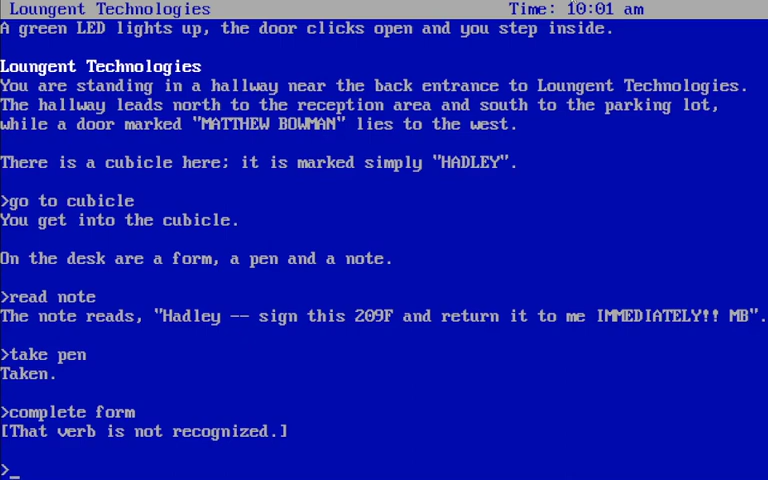 Loungent Technologies Time: 10:01 am
A green LED lights up, the door clicks open and you step inside.
Loungent Technologies
You are standing in a hallway near the back entrance to Loungent Technologies.
The hallway leads north to the reception area and south to the parking lot,
while a door marked "MATTHEW BOWMAN" lies to the west.
There is a cubicle here; it is marked simply "HADLEY".
>go to cubicle
You get into the cubicle.
On the desk are a form, a pen and a note.
>read note
The note reads, "Hadley -- sign this 209F and return it to me IMMEDIATELY!! MB".
>take pen
Taken.
>complete form
[That verb is not recognized.]
>_